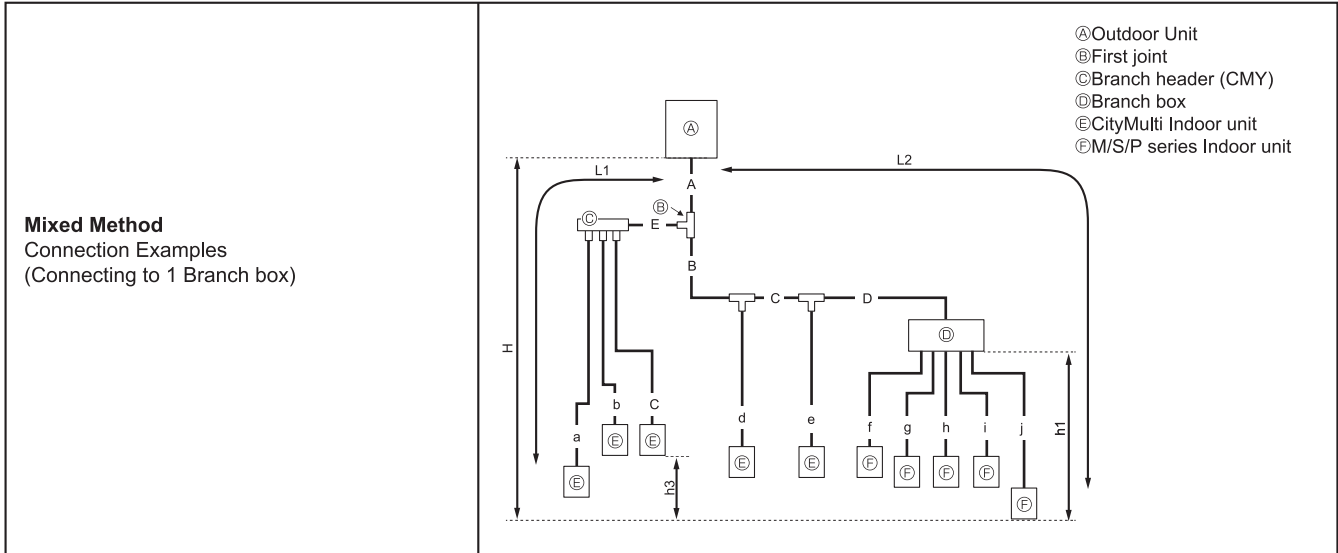 Mixed Method
Connection Examples
(Connecting to 1 Branch box)
ⒶOutdoor Unit
ⒷFirst joint
ⒸBranch header (CMY)
ⒹBranch box
ⒺCityMulti Indoor unit
ⒻM/S/P series Indoor unit
Ⓐ
L1
L2
A
Ⓑ
Ⓒ
E
B
C
D
Ⓓ
H
a
b
C
d
e
f
g
h
i
j
h1
h3
Ⓔ
Ⓔ
Ⓔ
Ⓔ
Ⓔ
Ⓕ
Ⓕ
Ⓕ
Ⓕ
Ⓕ